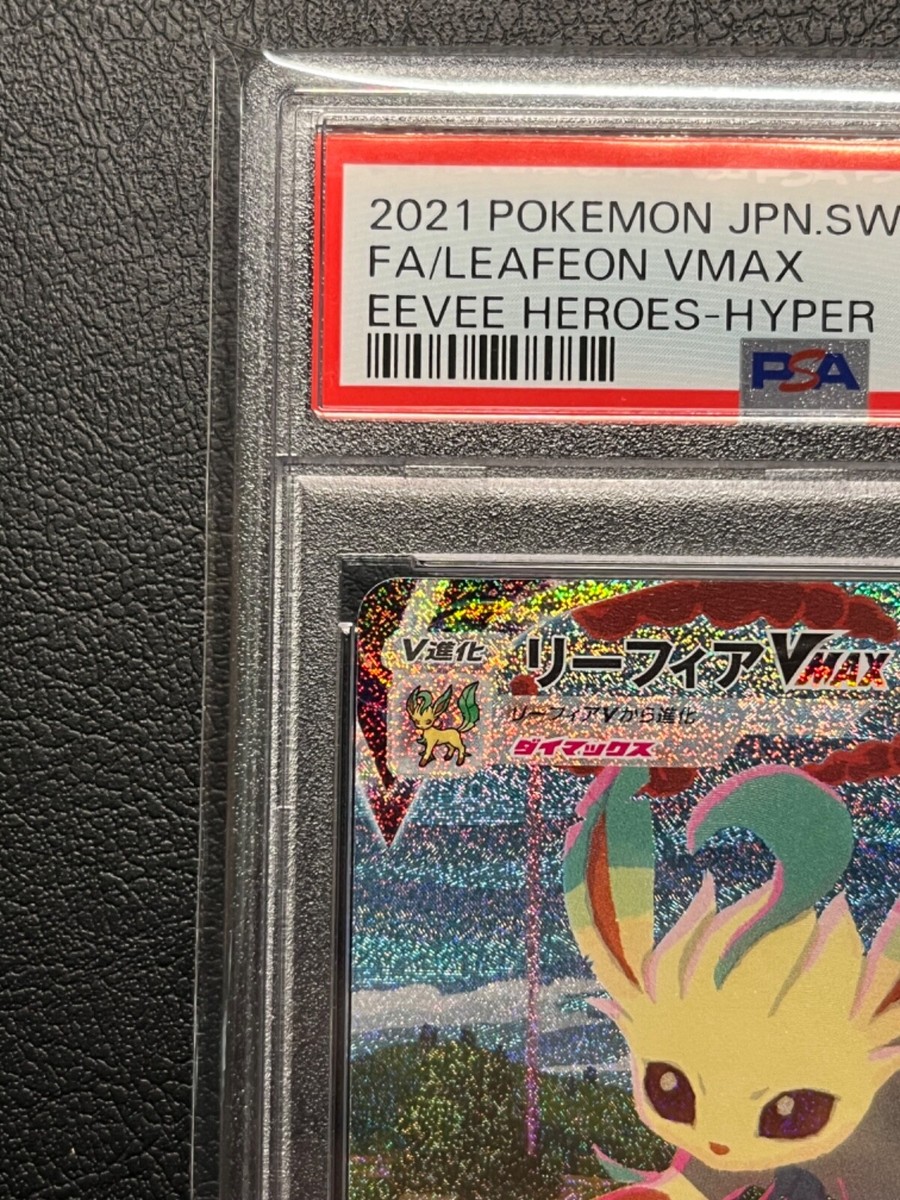 2021 POKEMON JPN.SW
FA/LEAFEON VMAX
EEVEE HEROES-HYPER
PSA
V進化
リーフィアVMAX
リーフィアVから進化
ダイマックス